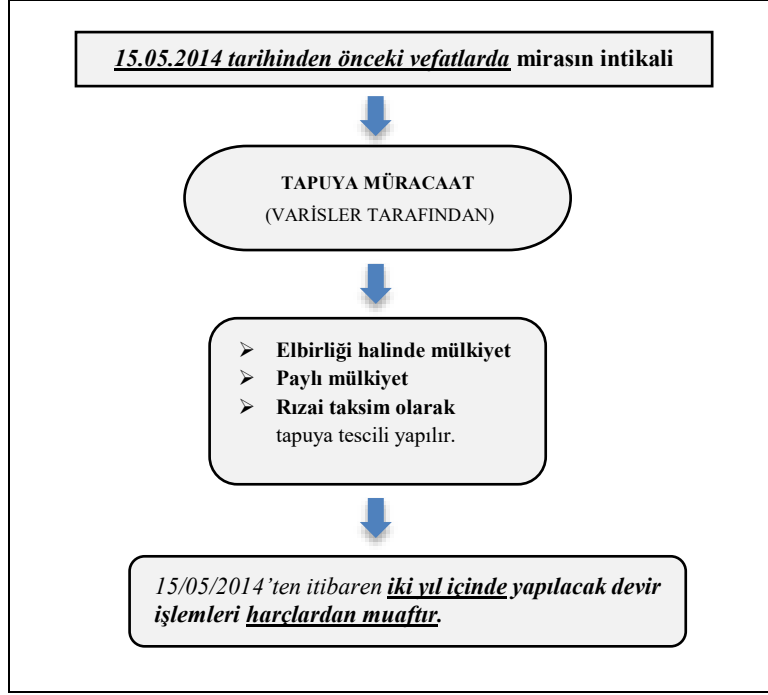 15.05.2014 tarihinden önceki vefatlarda mirasın intikali
TAPUYA MÜRACAAT
(VARİSLER TARAFINDAN)
➢ Elbirliği halinde mülkiyet
➢ Paylı mülkiyet
➢ Rızai taksim olarak
tapuya tescili yapılır.
15/05/2014’ten itibaren iki yıl içinde yapılacak devir
işlemleri harçlardan muaftır.